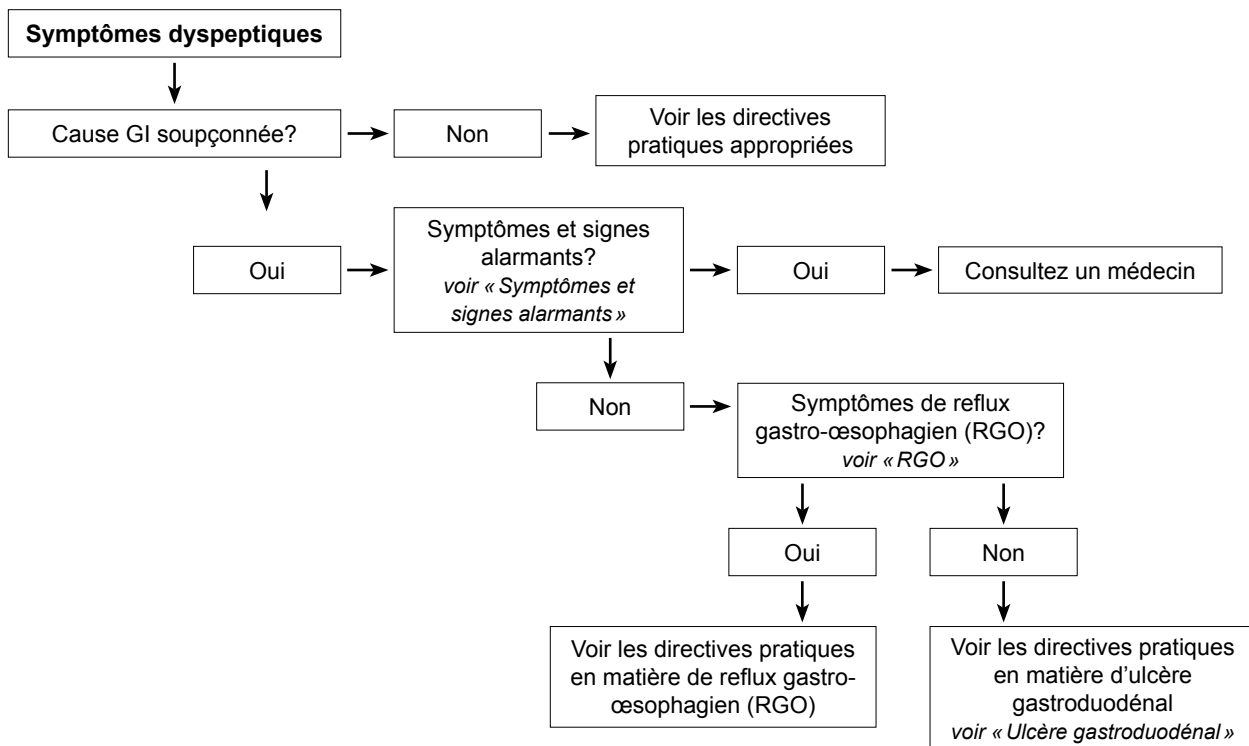 Symptômes dyspeptiques
Cause GI soupçonnée?
Non
Voir les directives
pratiques appropriées
Oui
Symptômes et signes
alarmants?
voir « Symptômes et
signes alarmants »
Oui
Consultez un médecin
Non
Symptômes de reflux
gastro-œsophagien (RGO)?
voir « RGO »
Oui
Non
Voir les directives pratiques
en matière de reflux gastro-
œsophagien (RGO)
Voir les directives pratiques
en matière d'ulcère
gastroduodénal
voir « Ulcère gastroduodénal »